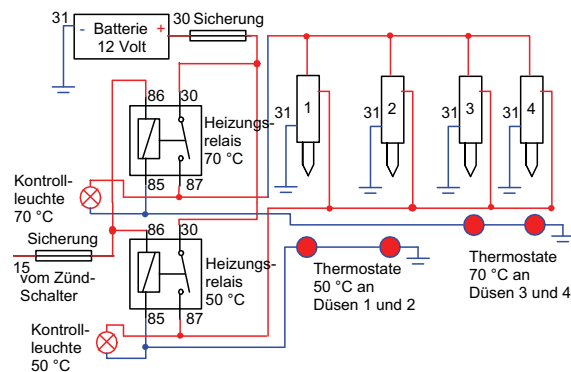 31
- Batterie +
12 Volt
30 Sicherung
86 30
Heizungs-
relais
70 °C
85 87
Kontroll-
leuchte
70 °C
Sicherung
15
vom Zünd-
Schalter
86 30
Heizungs-
relais
50 °C
85 87
Kontroll-
leuchte
50 °C
31 1
31 2
31 3
31 4
Thermostate
50 °C an
Düsen 1 und 2
Thermostate
70 °C an
Düsen 3 und 4